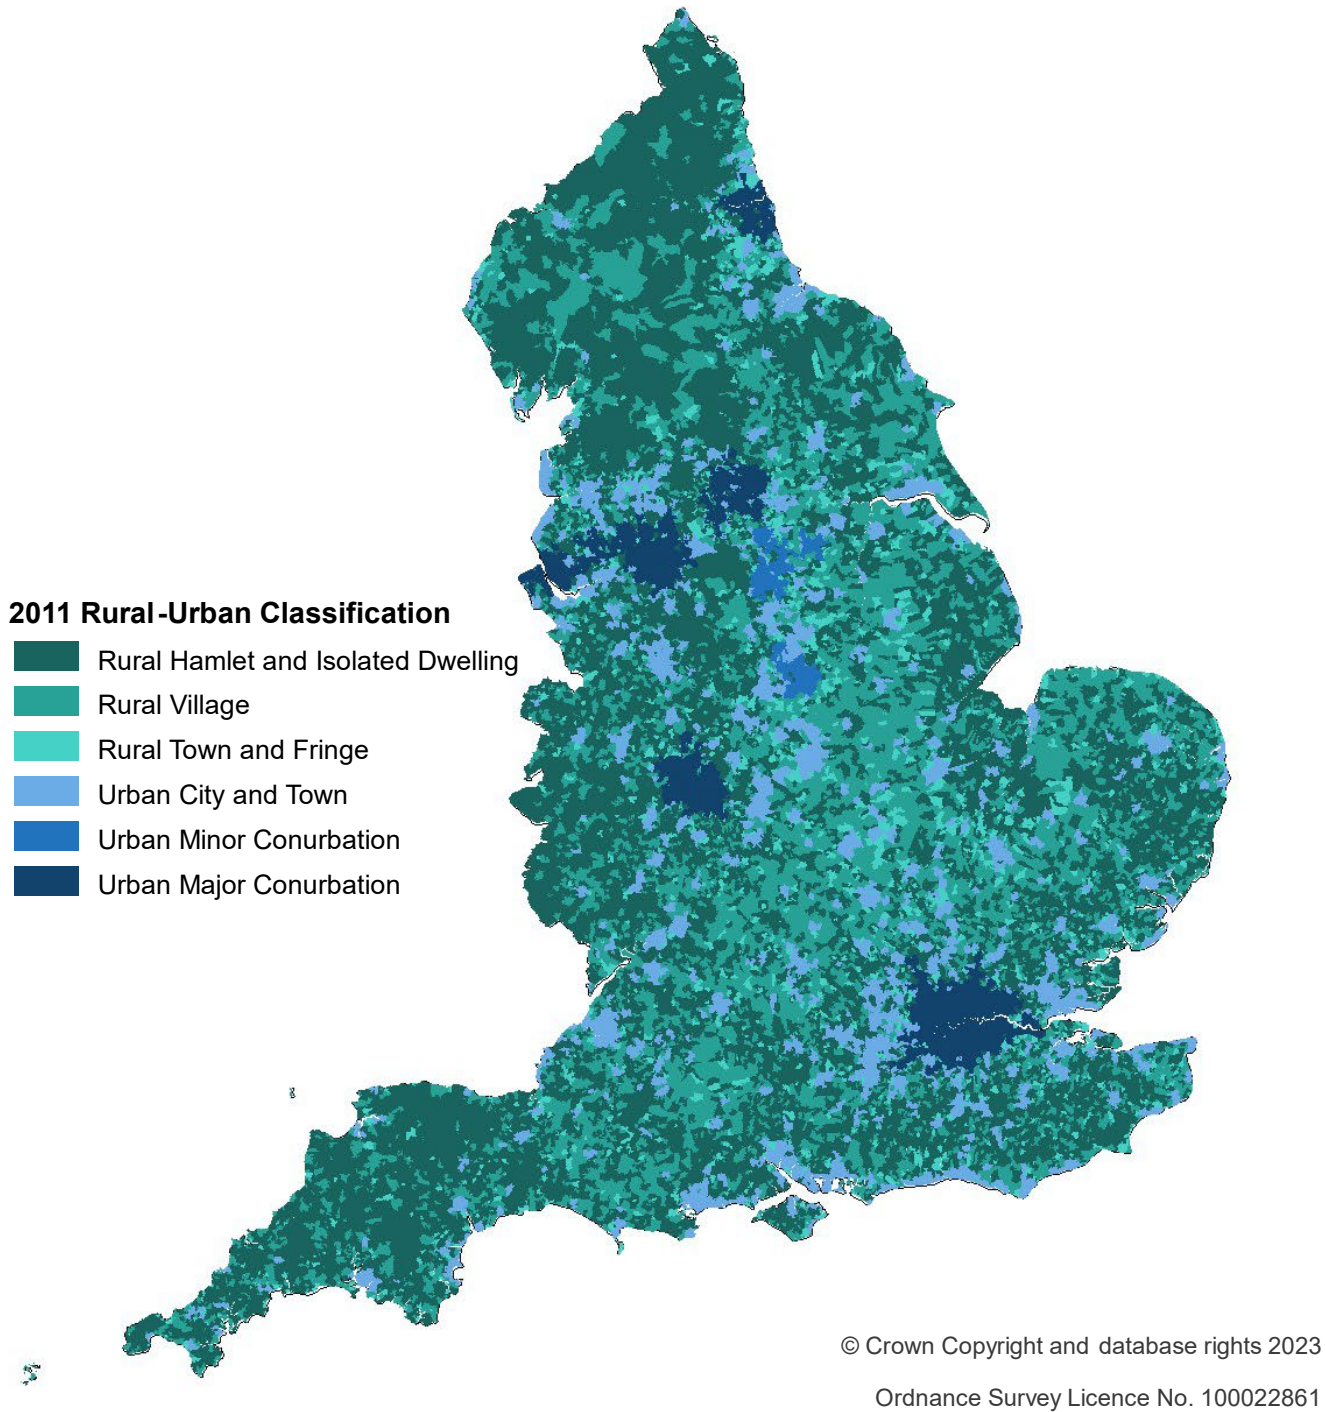 2011 Rural-Urban Classification
Rural Hamlet and Isolated Dwelling
Rural Village
Rural Town and Fringe
Urban City and Town
Urban Minor Conurbation
Urban Major Conurbation
© Crown Copyright and database rights 2023
Ordnance Survey Licence No. 100022861